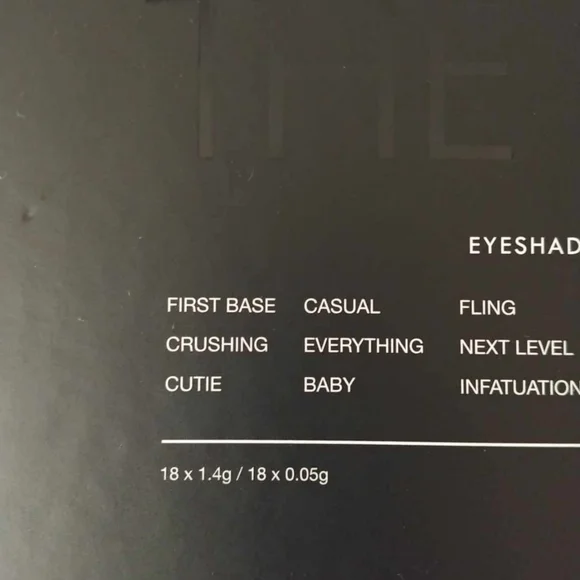 EYESHAD
FIRST BASE CASUAL FLING
CRUSHING EVERYTHING NEXT LEVEL
CUTIE BABY INFATUATION
18 x 1.4g / 18 x 0.05g